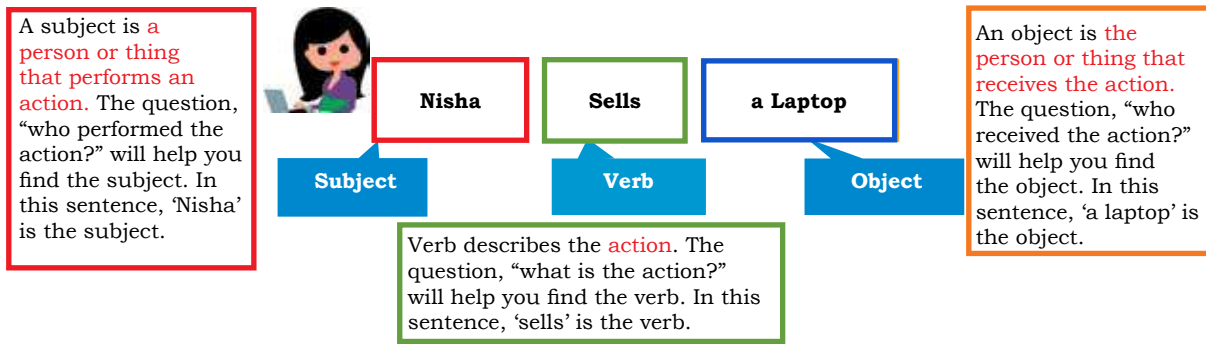 A subject is a
person or thing
that performs an
action. The question,
“who performed the
action?” will help you
find the subject. In
this sentence, ‘Nisha’
is the subject.
Nisha
Sells
a Laptop
Subject
Verb
Object
Verb describes the action. The
question, “what is the action?”
will help you find the verb. In this
sentence, ‘sells’ is the verb.
An object is the
person or thing that
receives the action.
The question, “who
received the action?”
will help you find
the object. In this
sentence, ‘a laptop’ is
the object.